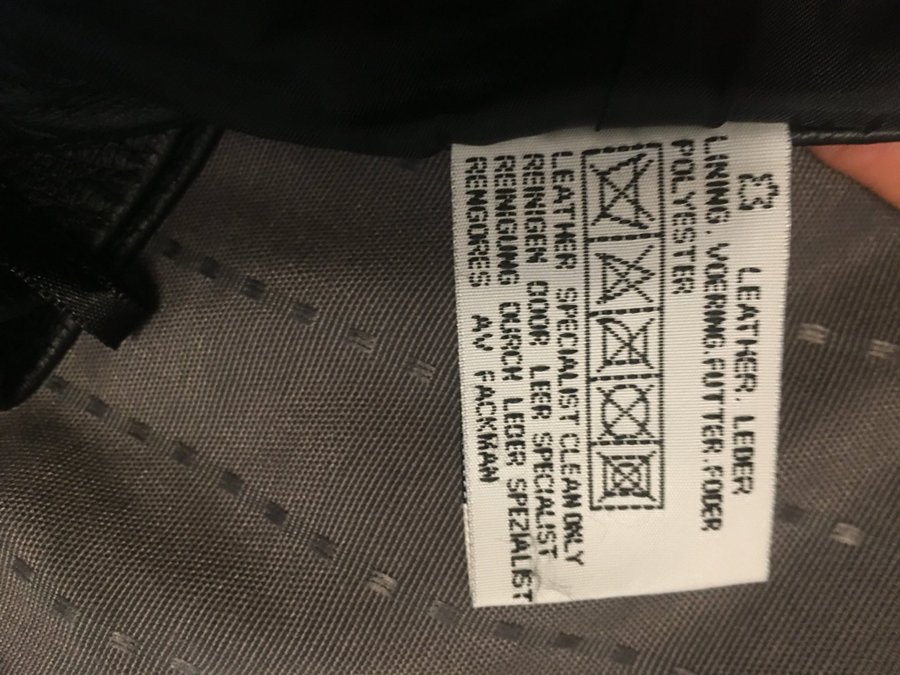 LEATHER, LEDER
LINING. VOERING.FUTTER.FODER
POLYESTER
LEATHER SPECIALIST CLEAN ONLY
REINIGEN DOOR LEER SPECIALIST
REINIGUNG DURCH LEDER SPEZIALIST
RENGORES AV FACKMAN